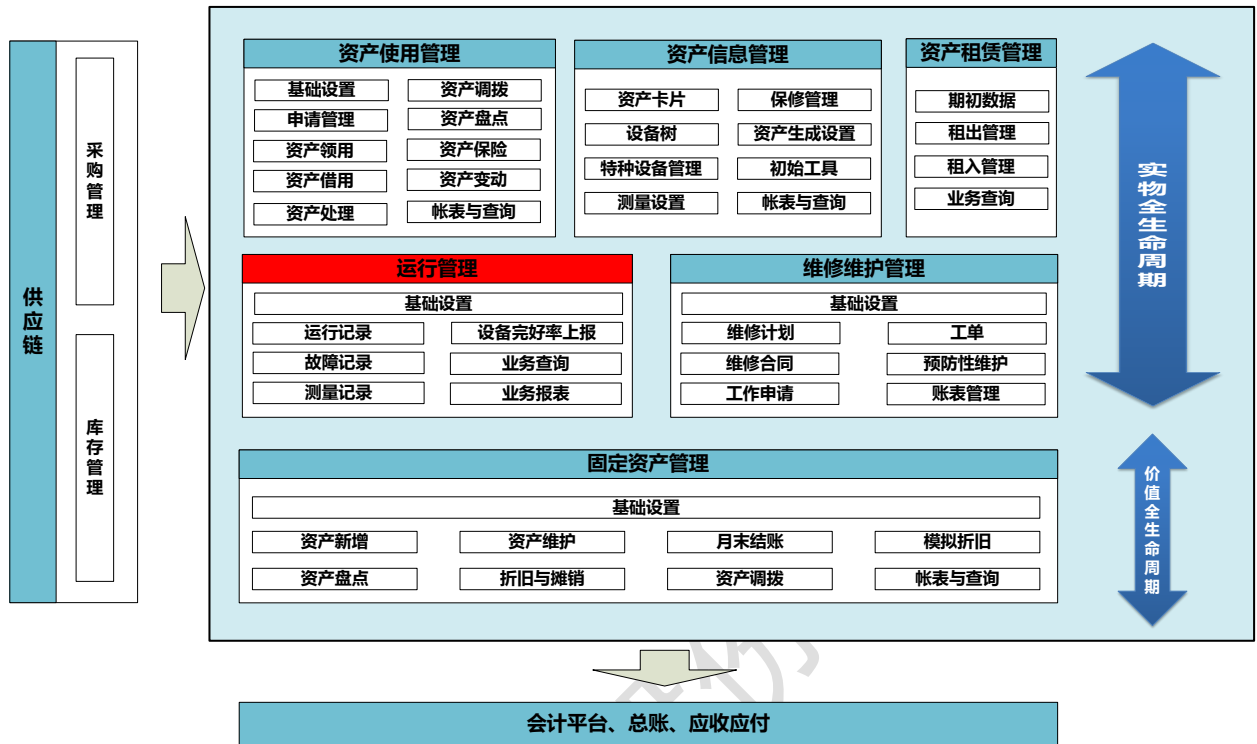 供应链
采购管理
库存管理
资产使用管理
基础设置
资产调拨
申请管理
资产盘点
资产领用
资产保险
资产借用
资产变动
资产处理
帐表与查询
资产信息管理
资产卡片
保修管理
设备树
资产生成设置
特种设备管理
初始工具
测量设置
帐表与查询
资产租赁管理
期初数据
租出管理
租入管理
业务查询
实物全生命周期
运行管理
基础设置
运行记录
设备完好率上报
故障记录
业务查询
测量记录
业务报表
维修维护管理
基础设置
维修计划
工单
维修合同
预防性维护
工作申请
账表管理
固定资产管理
基础设置
资产新增
资产维护
月末结账
模拟折旧
资产盘点
折旧与摊销
资产调拨
帐表与查询
价值全生命周期
会计平台、总账、应收应付